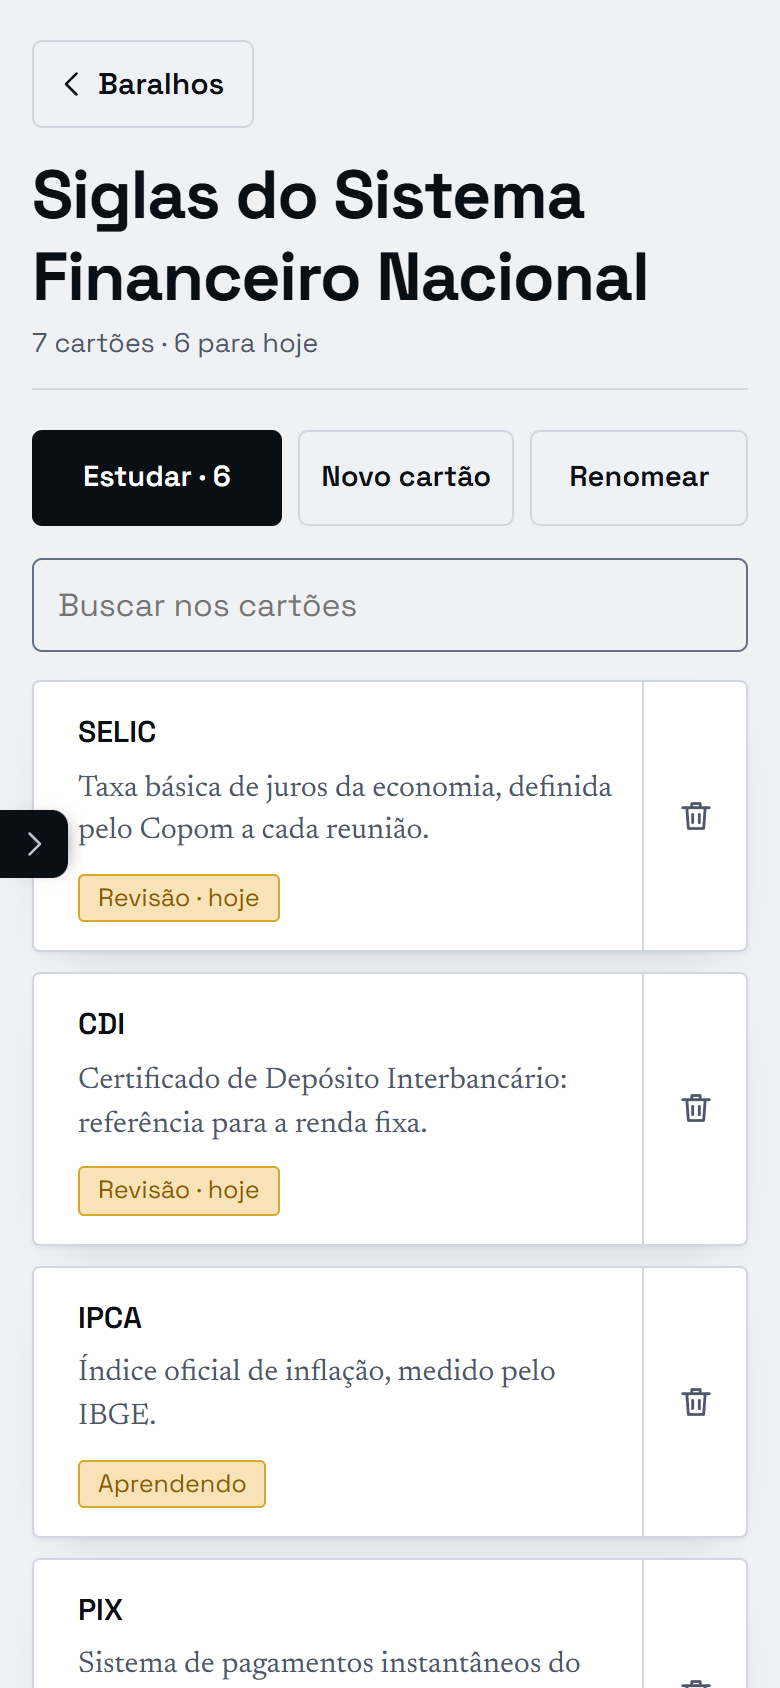 Baralhos
Siglas do Sistema
Financeiro Nacional
7 cartões · 6 para hoje
Estudar · 6
Novo cartão
Renomear
Buscar nos cartões
SELIC
Taxa básica de juros da economia, definida
pelo Copom a cada reunião.
Revisão · hoje
CDI
Certificado de Depósito Interbancário:
referência para a renda fixa.
Revisão · hoje
IPCA
Índice oficial de inflação, medido pelo
IBGE.
Aprendendo
PIX
Sistema de pagamentos instantâneos do